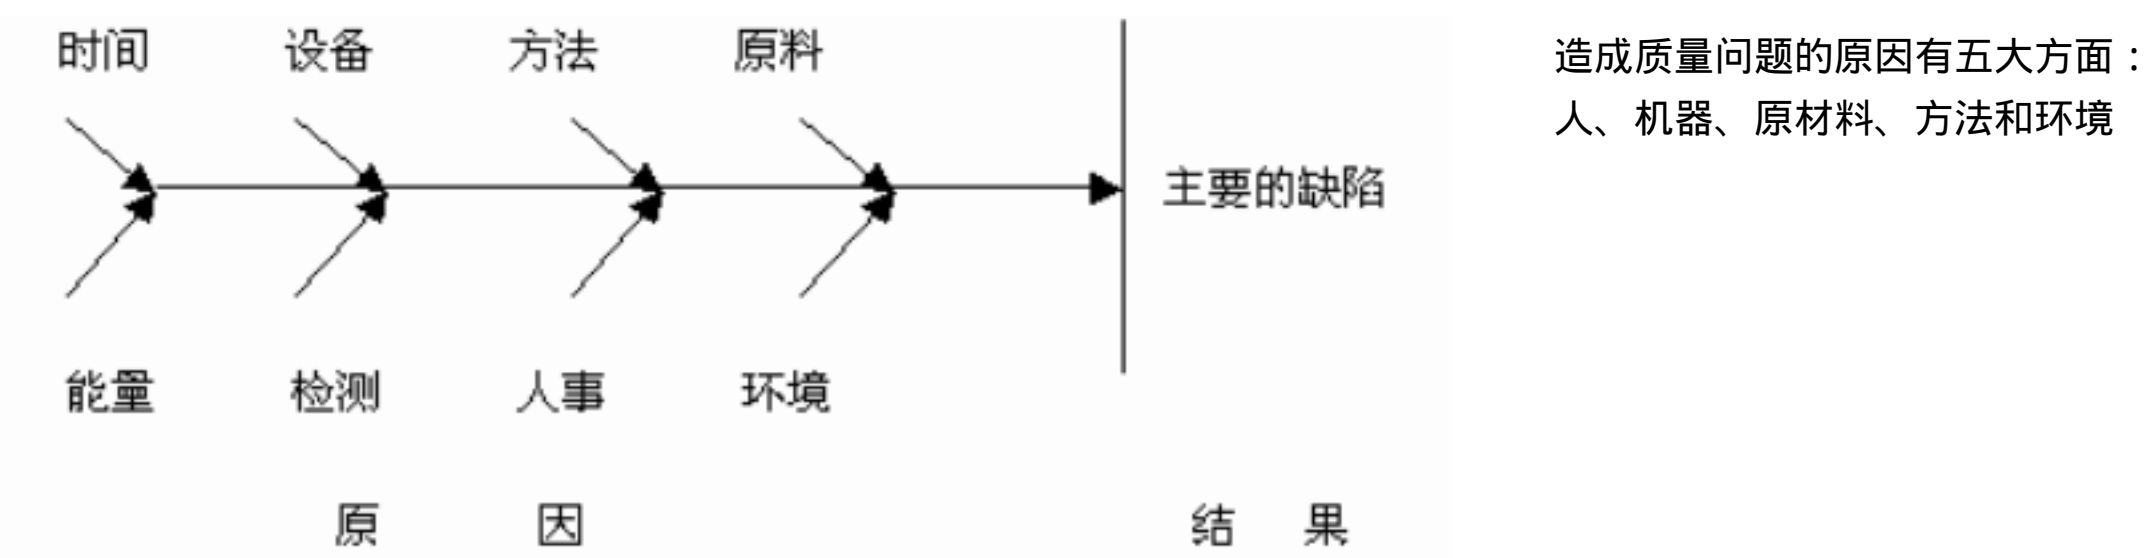 时间 设备 方法 原料
造成质量问题的原因有五大方面：
人、机器、原材料、方法和环境
主要的缺陷
能量 检测 人事 环境
原 因 结 果